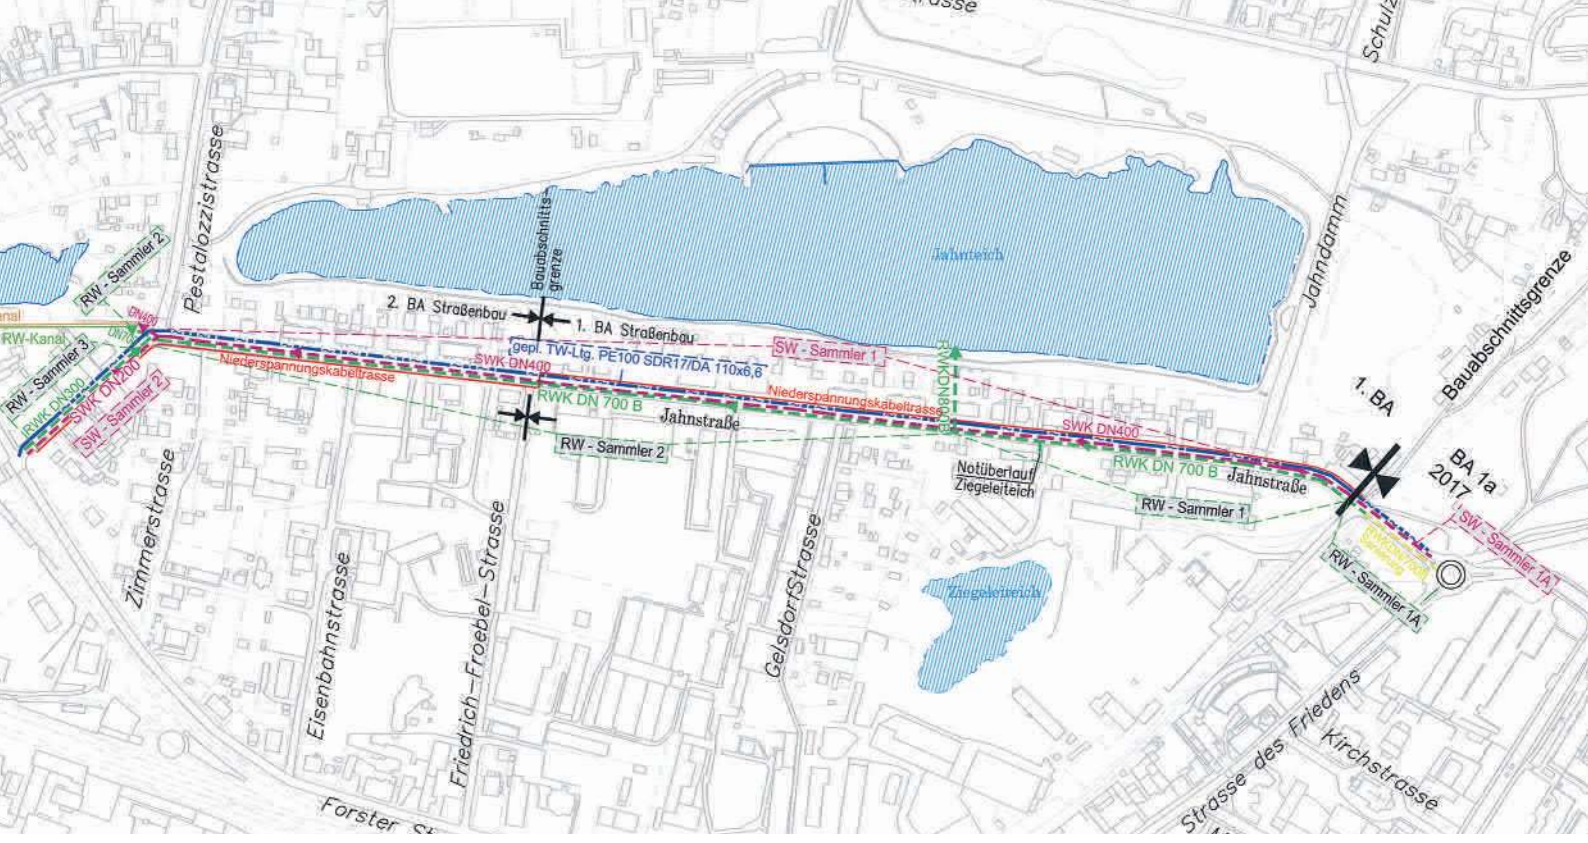 Schulz
Pestalozzistrasse
RW - Sammler 2
Bauabschnitts-
grenze
Jahnteich
Jahndamm
Bauabschnittsgrenze
2. BA Straßenbau
1. BA Straßenbau
DN400
RW-Kanal
RW - Sammler 3
RWK DN900
SWK DN200
SW - Sammler 2
Niederspannungskabeltrasse
SWK DN400
gepl. TW-Ltg. PE100 SDR17/DA 110x6,6
SW - Sammler 1
RWKDN800B
Niederspannungskabeltrasse
RWK DN 700 B
Jahnstraße
RW - Sammler 2
SWK DN400
RWK DN 700 B
Jahnstraße
Notüberlauf
Ziegeleiteich
RW - Sammler 1
1. BA
BA 1a
2017
SW - Sammler 1A
RW - Sammler 1A
Ziegeleiteich
Zimmerstrasse
Eisenbahnstrasse
Friedrich-Froebel-Strasse
GelsdorfStrasse
Strasse des Friedens
Kirchstrasse
Forster